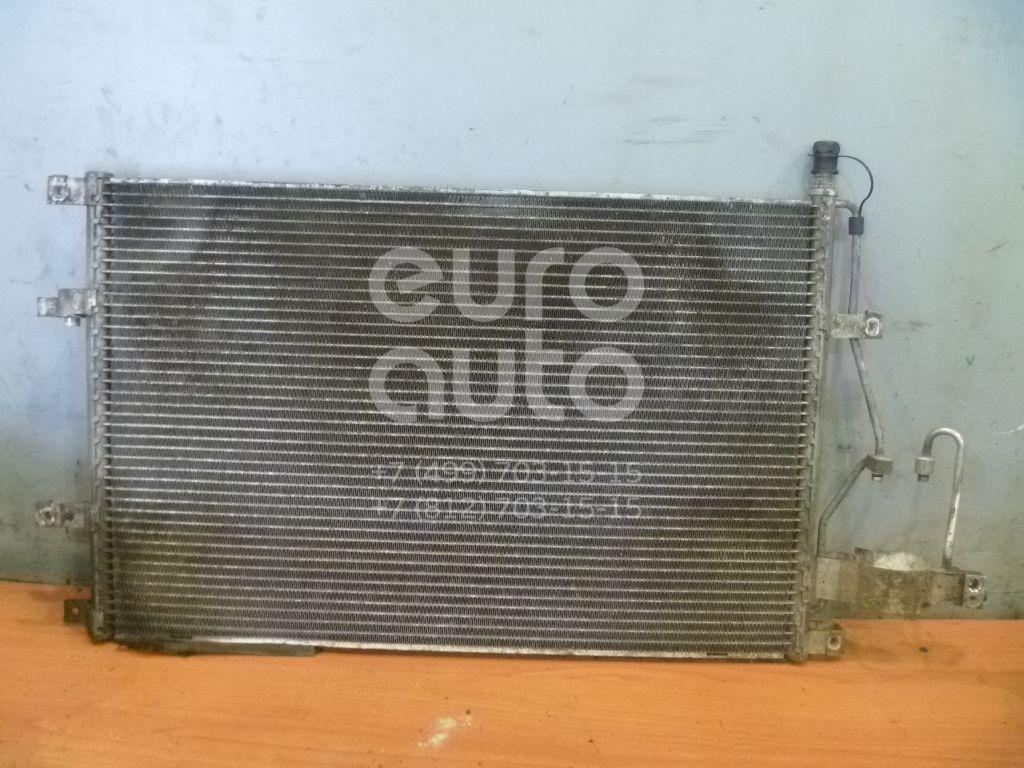 euro
auto
+7 (499) 703-15-15
+7 (812) 703-15-15